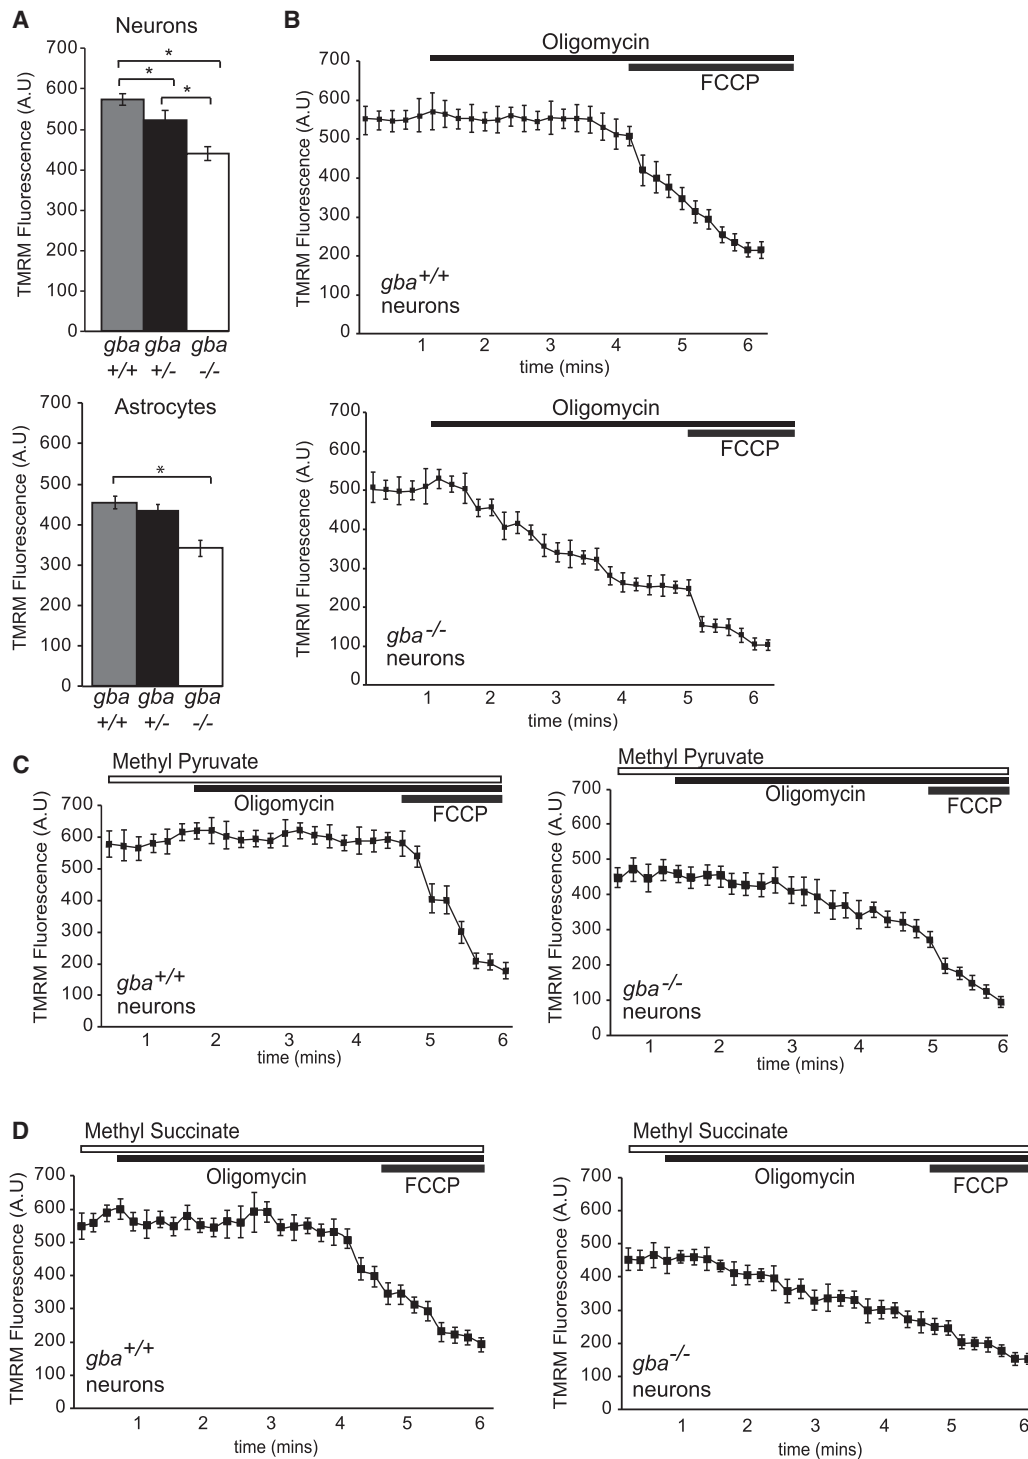 A
Neurons
TMRM Fluorescence (A.U)
700
600
500
400
300
200
100
0
*
*
*
gba gba gba
+/+ +/- -/-
Astrocytes
TMRM Fluorescence (A.U)
700
600
500
400
300
200
100
0
*
gba gba gba
+/+ +/- -/-
B
Oligomycin
FCCP
TMRM Fluorescence (A.U)
700
600
500
400
300
200
100
0
gba+/+
neurons
1 2 3 4 5 6
time (mins)
Oligomycin
FCCP
TMRM Fluorescence (A.U)
700
600
500
400
300
200
100
0
gba-/-
neurons
1 2 3 4 5 6
time (mins)
C
Methyl Pyruvate
Oligomycin
FCCP
TMRM Fluorescence (A.U)
700
600
500
400
300
200
100
0
gba+/+
neurons
1 2 3 4 5 6
time (mins)
Methyl Pyruvate
Oligomycin
FCCP
TMRM Fluorescence (A.U)
700
600
500
400
300
200
100
0
gba-/-
neurons
1 2 3 4 5 6
time (mins)
D
Methyl Succinate
Oligomycin
FCCP
TMRM Fluorescence (A.U)
700
600
500
400
300
200
100
0
gba+/+
neurons
1 2 3 4 5 6
time (mins)
Methyl Succinate
Oligomycin
FCCP
TMRM Fluorescence (A.U)
700
600
500
400
300
200
100
0
gba-/-
neurons
1 2 3 4 5 6
time (mins)